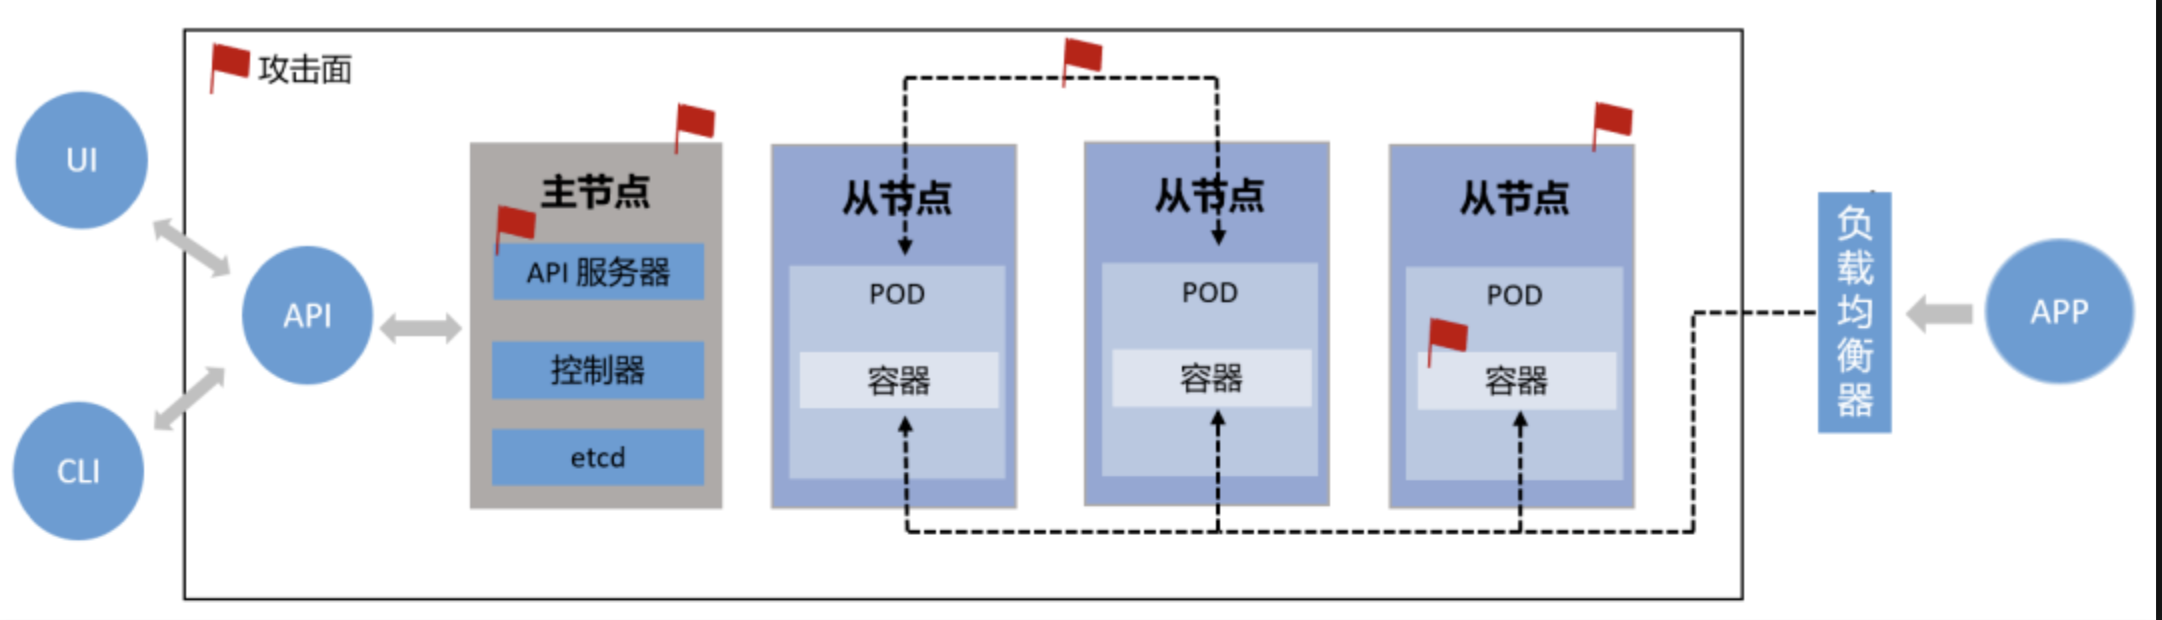 攻击面
UI
API
CLI
主节点
API 服务器
控制器
etcd
从节点
POD
容器
从节点
POD
容器
从节点
POD
容器
负载均衡器
APP